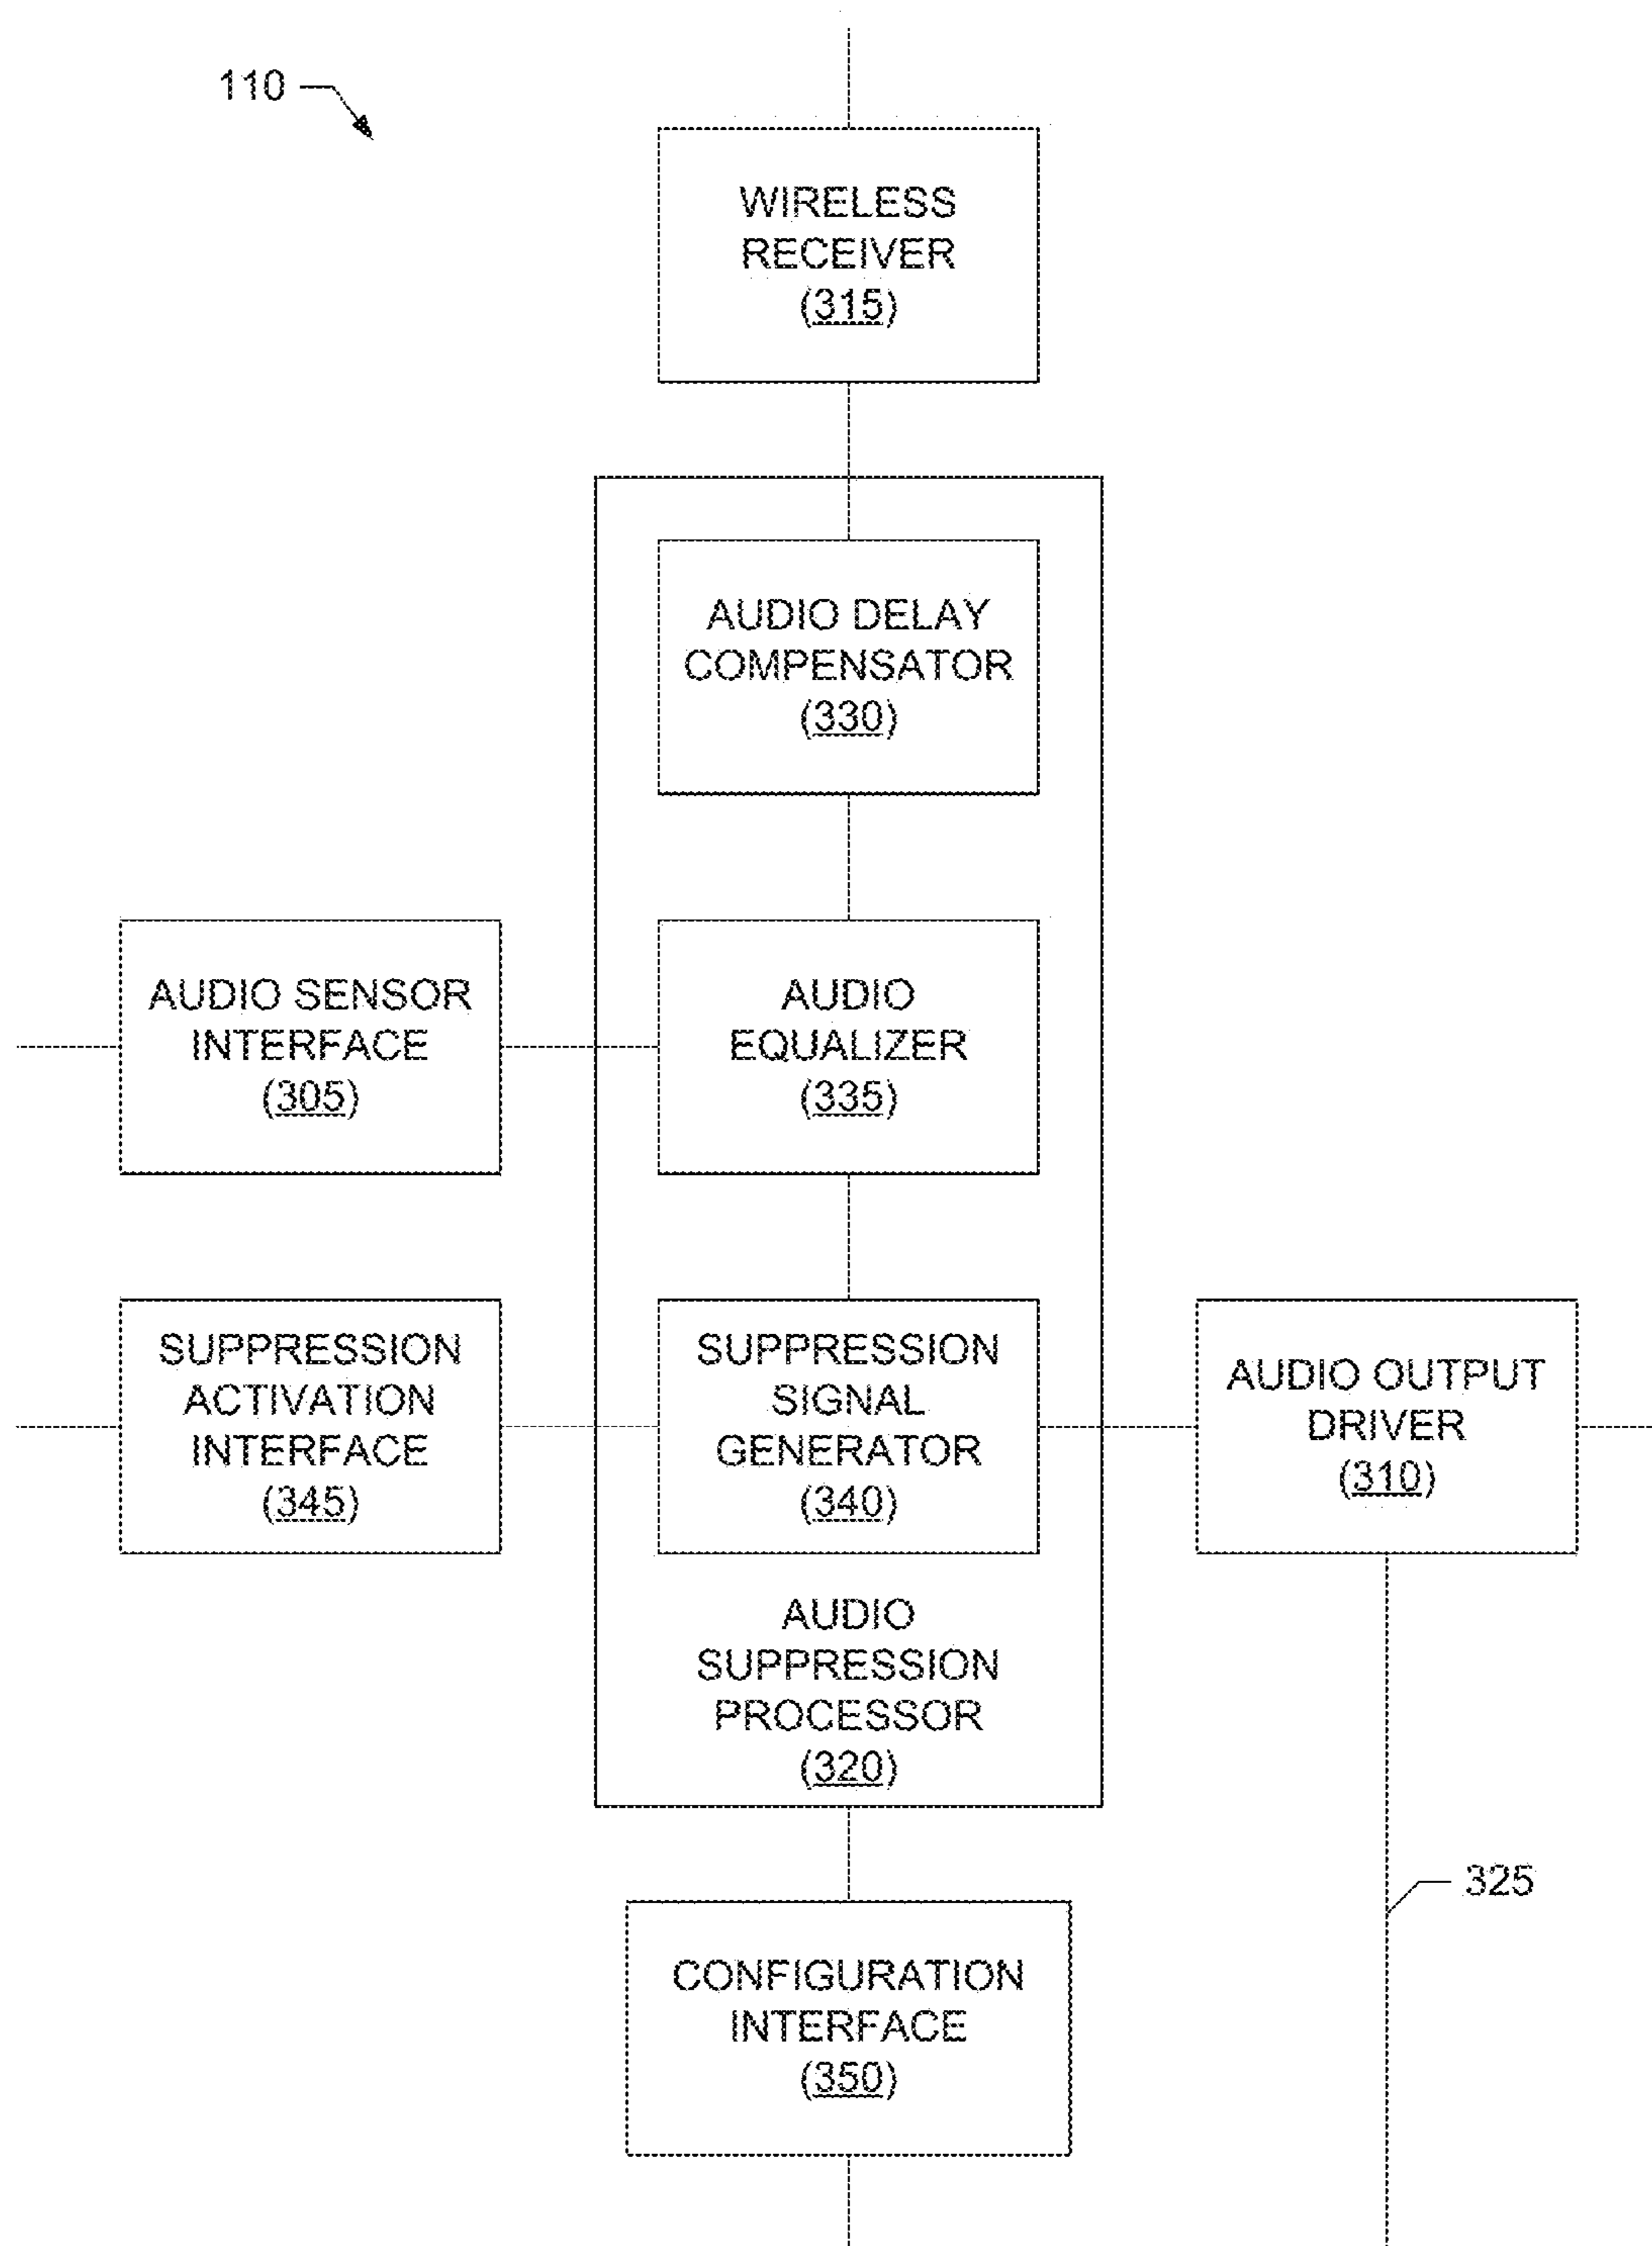 110
WIRELESS
RECEIVER
(315)
AUDIO DELAY
COMPENSATOR
(330)
AUDIO SENSOR
INTERFACE
(305)
AUDIO
EQUALIZER
(335)
SUPPRESSION
ACTIVATION
INTERFACE
(345)
SUPPRESSION
SIGNAL
GENERATOR
(340)
AUDIO OUTPUT
DRIVER
(310)
AUDIO
SUPPRESSION
PROCESSOR
(320)
325
CONFIGURATION
INTERFACE
(350)